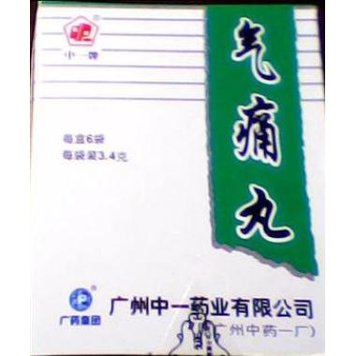 中一牌
气痛丸
每盒6袋
每袋装3.4克
广药集团
广州中一药业有限公司
广州中药一厂)